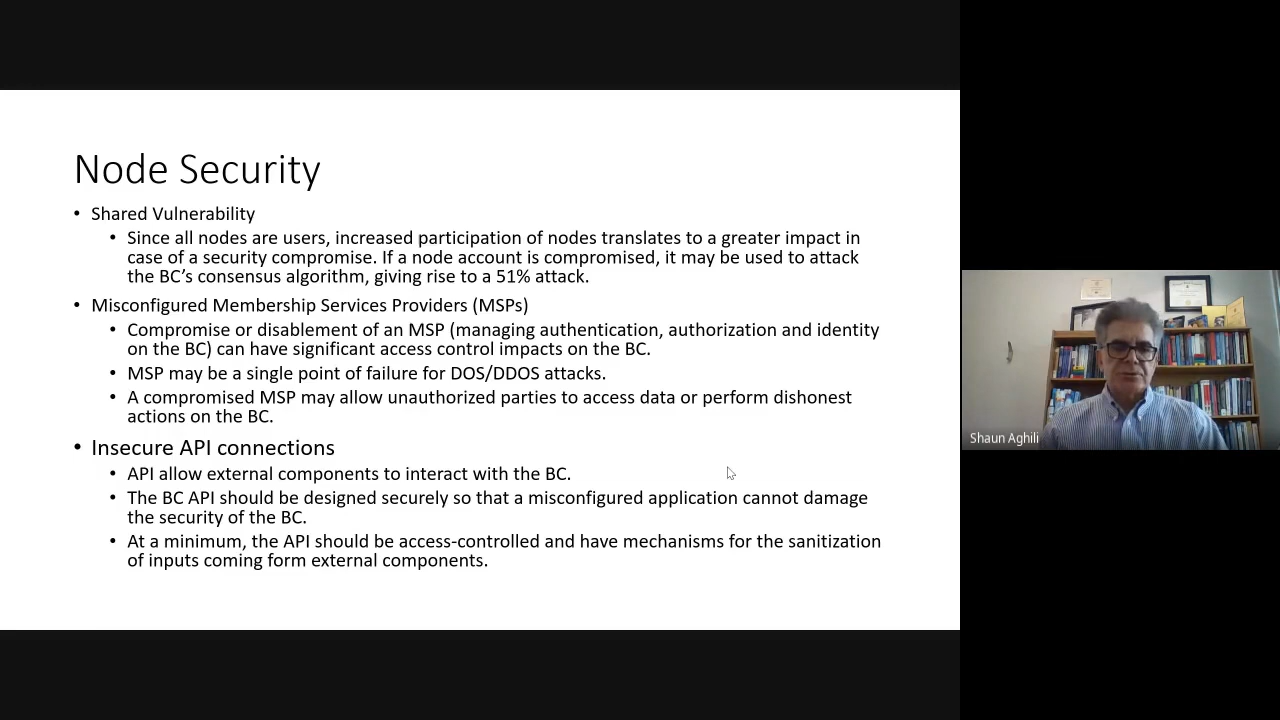 Node Security
• Shared Vulnerability
• Since all nodes are users, increased participation of nodes translates to a greater impact in
case of a security compromise. If a node account is compromised, it may be used to attack
the BC’s consensus algorithm, giving rise to a 51% attack.
• Misconfigured Membership Services Providers (MSPs)
• Compromise or disablement of an MSP (managing authentication, authorization and identity
on the BC) can have significant access control impacts on the BC.
• MSP may be a single point of failure for DOS/DDOS attacks.
• A compromised MSP may allow unauthorized parties to access data or perform dishonest
actions on the BC.
• Insecure API connections
• API allow external components to interact with the BC.
• The BC API should be designed securely so that a misconfigured application cannot damage
the security of the BC.
• At a minimum, the API should be access-controlled and have mechanisms for the sanitization
of inputs coming form external components.
Shaun Aghili